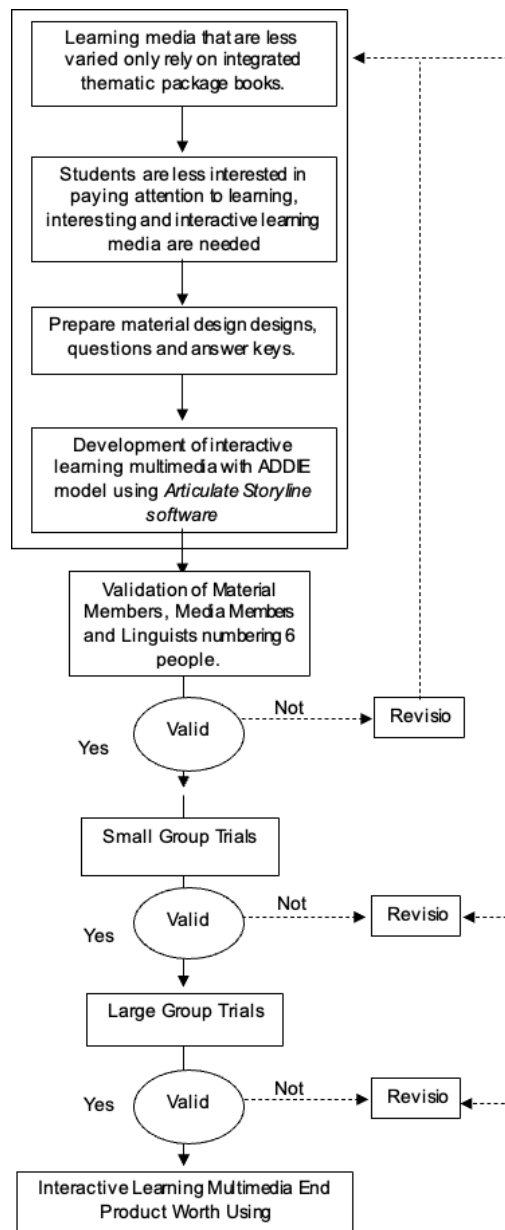 Learning media that are less
varied only rely on integrated
thematic package books.
Students are less interested in
paying attention to learning,
interesting and interactive learning
media are needed
Prepare material design designs,
questions and answer keys.
Development of interactive
learning multimedia with ADDIE
model using Articulate Storyline
software
Validation of Material
Members, Media Members
and Linguists numbering 6
people.
Valid
Not
Revisio
Yes
Small Group Trials
Valid
Not
Revisio
Yes
Large Group Trials
Valid
Not
Revisio
Yes
Interactive Learning Multimedia End
Product Worth Using